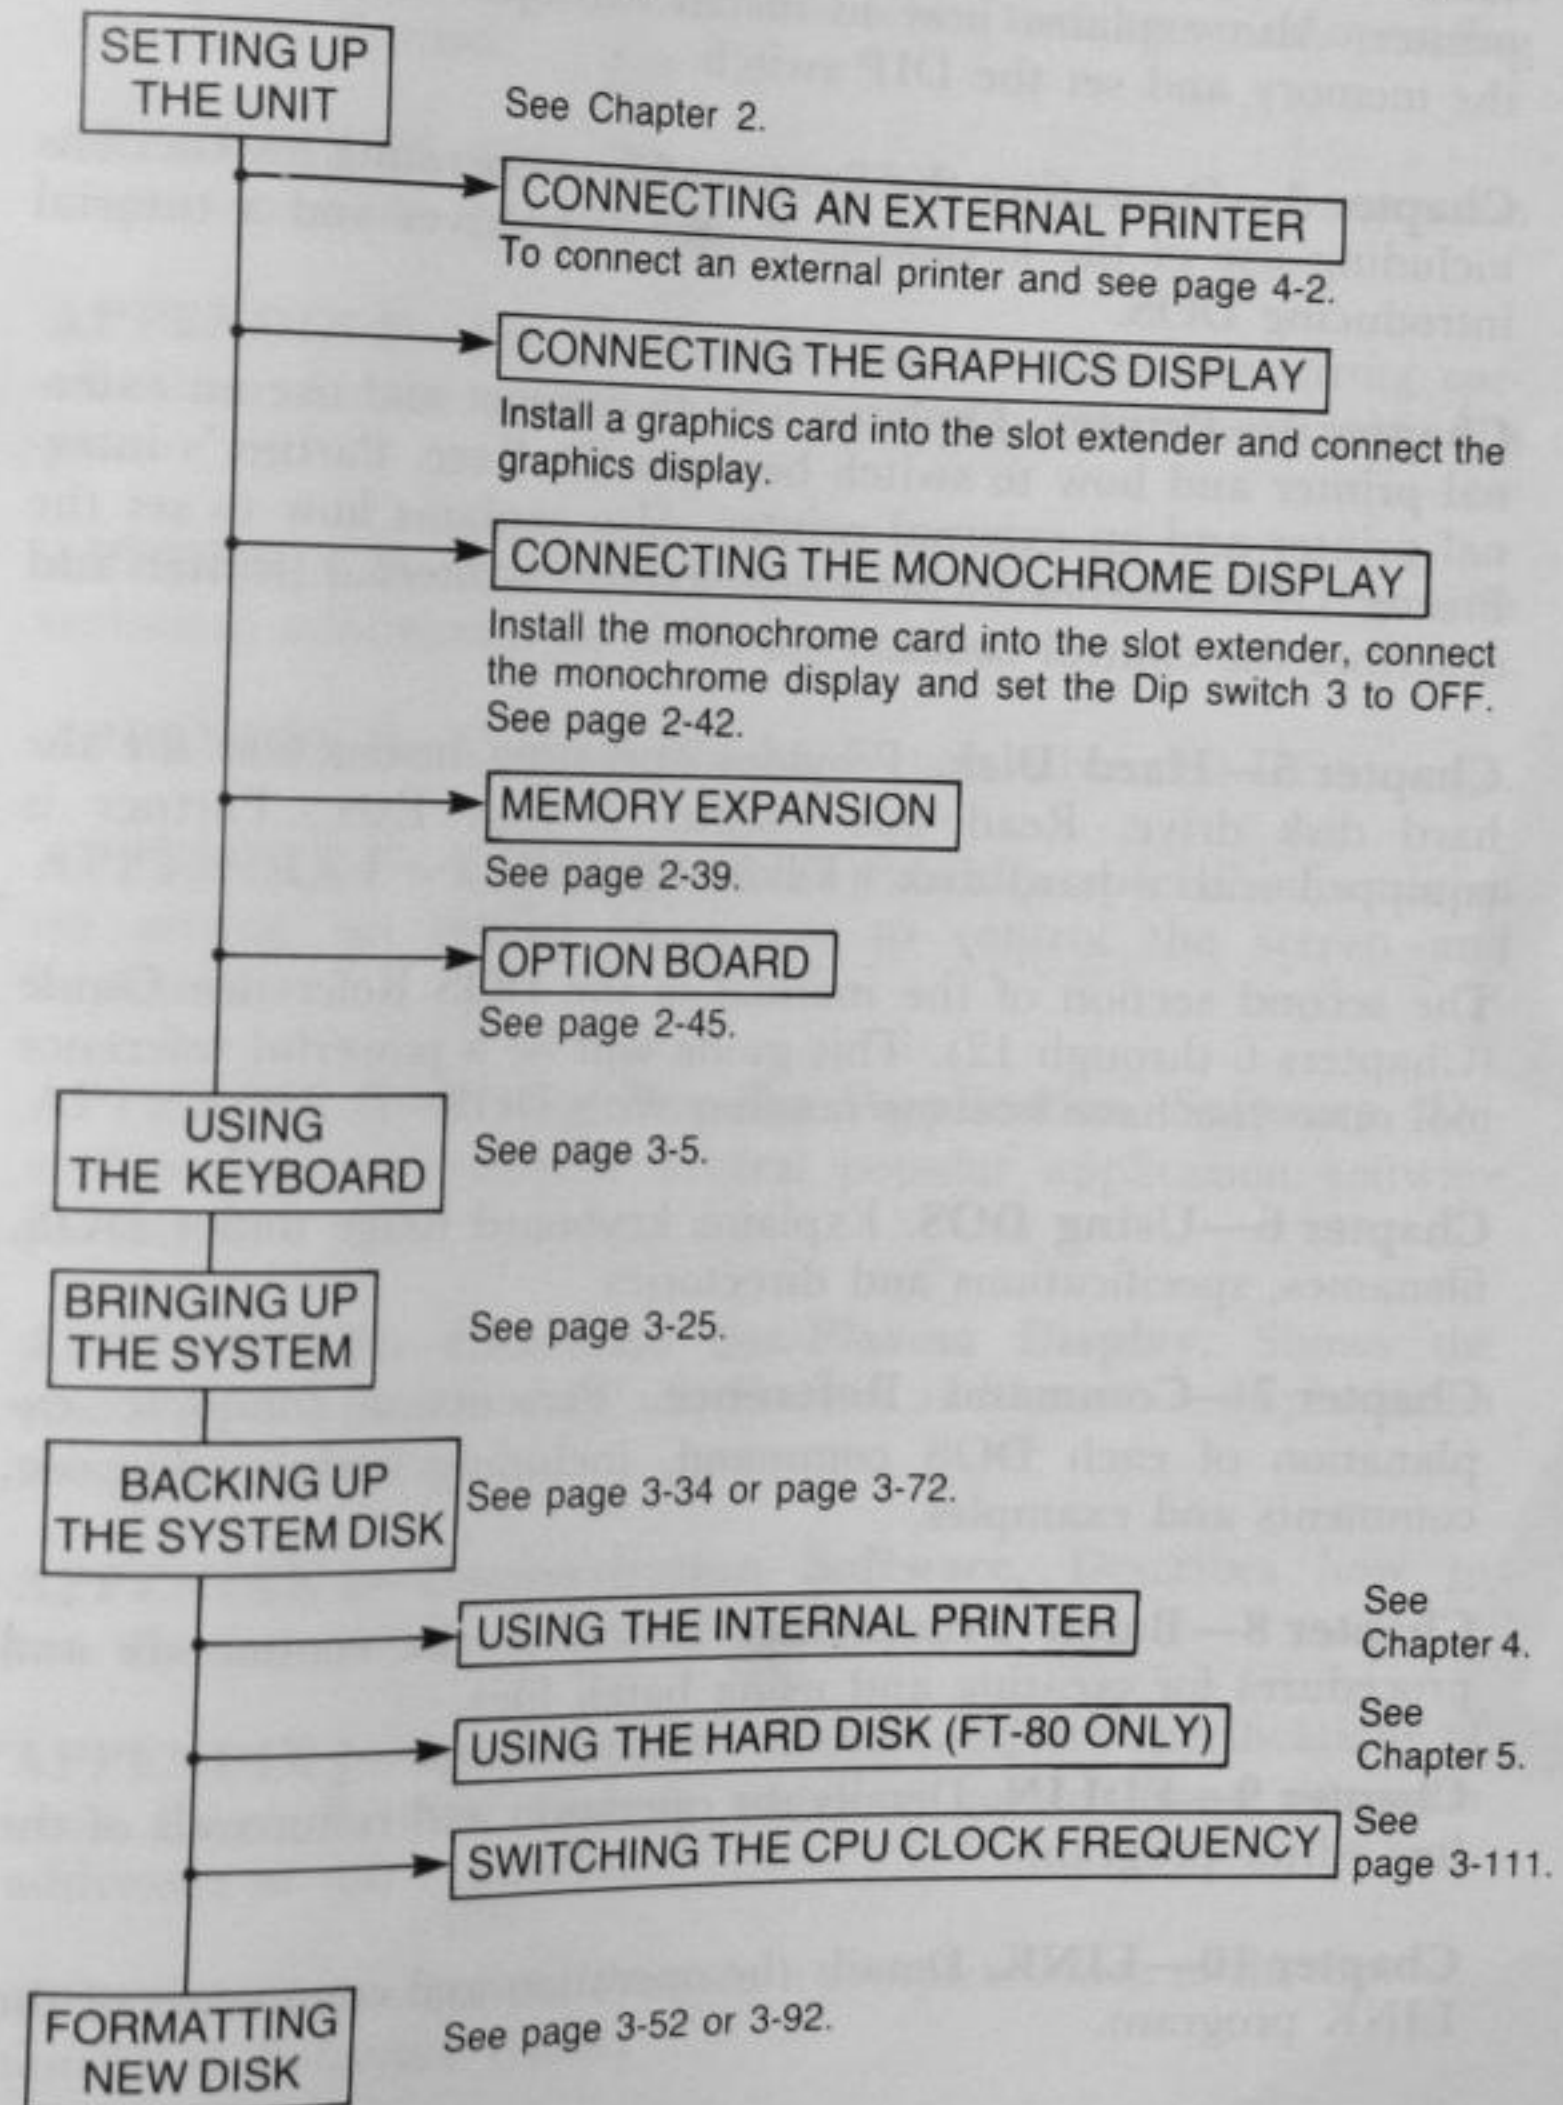 SETTING UP
THE UNIT
See Chapter 2.
CONNECTING AN EXTERNAL PRINTER
To connect an external printer and see page 4-2.
CONNECTING THE GRAPHICS DISPLAY
Install a graphics card into the slot extender and connect the
graphics display.
CONNECTING THE MONOCHROME DISPLAY
Install the monochrome card into the slot extender, connect
the monochrome display and set the Dip switch 3 to OFF.
See page 2-42.
MEMORY EXPANSION
See page 2-39.
OPTION BOARD
See page 2-45.
USING
THE KEYBOARD
See page 3-5.
BRINGING UP
THE SYSTEM
See page 3-25.
BACKING UP
THE SYSTEM DISK
See page 3-34 or page 3-72.
USING THE INTERNAL PRINTER
See
Chapter 4.
USING THE HARD DISK (FT-80 ONLY)
See
Chapter 5.
SWITCHING THE CPU CLOCK FREQUENCY
See
page 3-111.
FORMATTING
NEW DISK
See page 3-52 or 3-92.